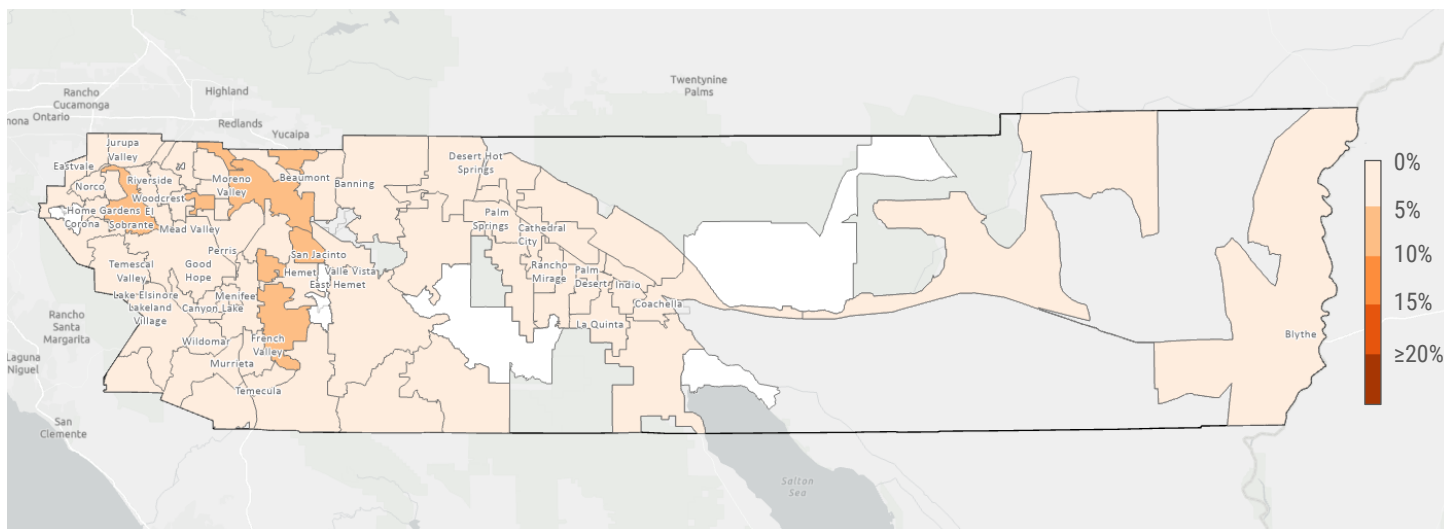 Twentynine
Palms
Rancho
Cucamonga
Ontario
mona
Highland
Redlands
Yucaipa
Jurupa
Valley
Eastvale
Norco
Riverside
Woodcrest
Home Gardens
El
Sobrante
Corona
Mead Valley
Moreno
Valley
Beaumont
Banning
Desert Hot
Springs
Palm
Springs
Cathedral
City
Rancho
Mirage
Palm
Desert
Indio
Coachella
La Quinta
Perris
San Jacinto
Hemet
Valle Vista
East Hemet
Temescal
Valley
Good
Hope
Lake Elsinore
Lakeland
Village
Menifee
Canyon Lake
Wildomar
French
Valley
Murrieta
Temecula
Rancho
Santa
Margarita
Laguna
Niguel
San
Clemente
Salton
Sea
Blythe
0%
5%
10%
15%
≥20%